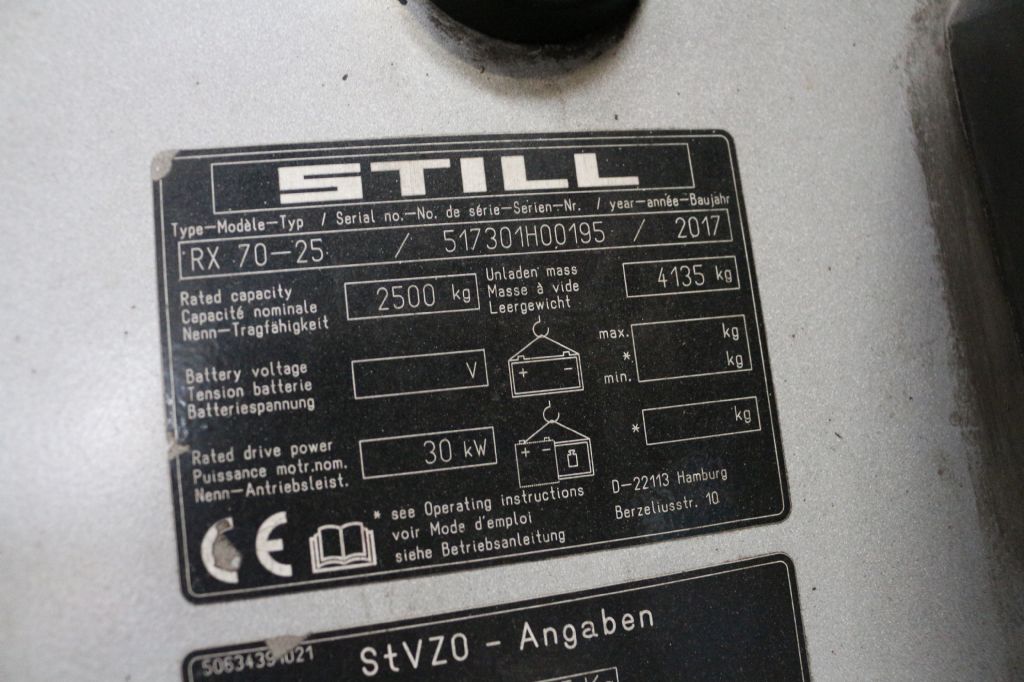 STILL
Type-Modèle-Typ / Serial no.-No. de série-Serien-Nr. / year-année-Baujahr
RX 70-25 / 517301H00195 / 2017
Rated capacity
Capacité nominale
Nenn-Tragfähigkeit
2500 kg
Unladen mass
Masse à vide
Leergewicht
4135 kg
Battery voltage
Tension batterie
Batteriespannung
V
+ -
max.
*
min.
kg
kg
Rated drive power
Puissance motr.nom.
Nenn-Antriebsleist.
30 kW
+ -
* kg
CE
* see Operating instructions
voir Mode d'emploi
siehe Betriebsanleitung
D-22113 Hamburg
Berzeliusstr. 10
StVZO - Angaben